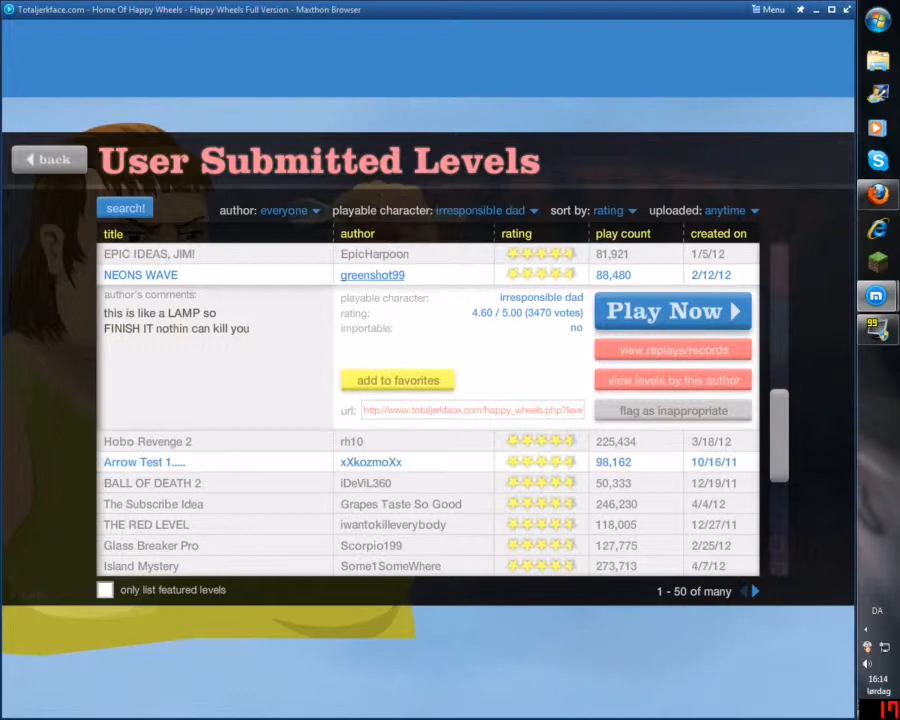 Totaljerkface.com - Home Of Happy Wheels - Happy Wheels Full Version - Maxthon Browser
Menu
back
User Submitted Levels
search!
author: everyone
playable character: irresponsible dad
sort by: rating
uploaded: anytime
title author rating play count created on
EPIC IDEAS, JIM! EpicHarpoon 81,921 1/5/12
NEONS WAVE greenshot99 88,480 2/12/12
author's comments:
this is like a LAMP so
FINISH IT nothin can kill you
playable character: irresponsible dad
rating: 4.60 / 5.00 (3470 votes)
importable: no
add to favorites
url: http://www.totaljerkface.com/happy_wheels.php?leve
Play Now
view replays/records
view levels by this author
flag as inappropriate
Hobo Revenge 2 rh10 225,434 3/18/12
Arrow Test 1..... xXkozmoXx 98,162 10/16/11
BALL OF DEATH 2 iDeViL360 50,333 12/19/11
The Subscribe Idea Grapes Taste So Good 246,230 4/4/12
THE RED LEVEL iwantokilleverybody 118,005 12/27/11
Glass Breaker Pro Scorpio199 127,775 2/25/12
Island Mystery Some1SomeWhere 273,713 4/7/12
only list featured levels
1 - 50 of many
99
DA
16:14
lørdag
17